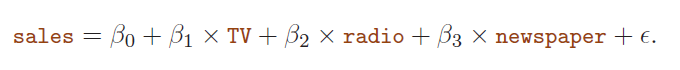 sales = β₀ + β₁ × TV + β₂ × radio + β₃ × newspaper + ϵ.